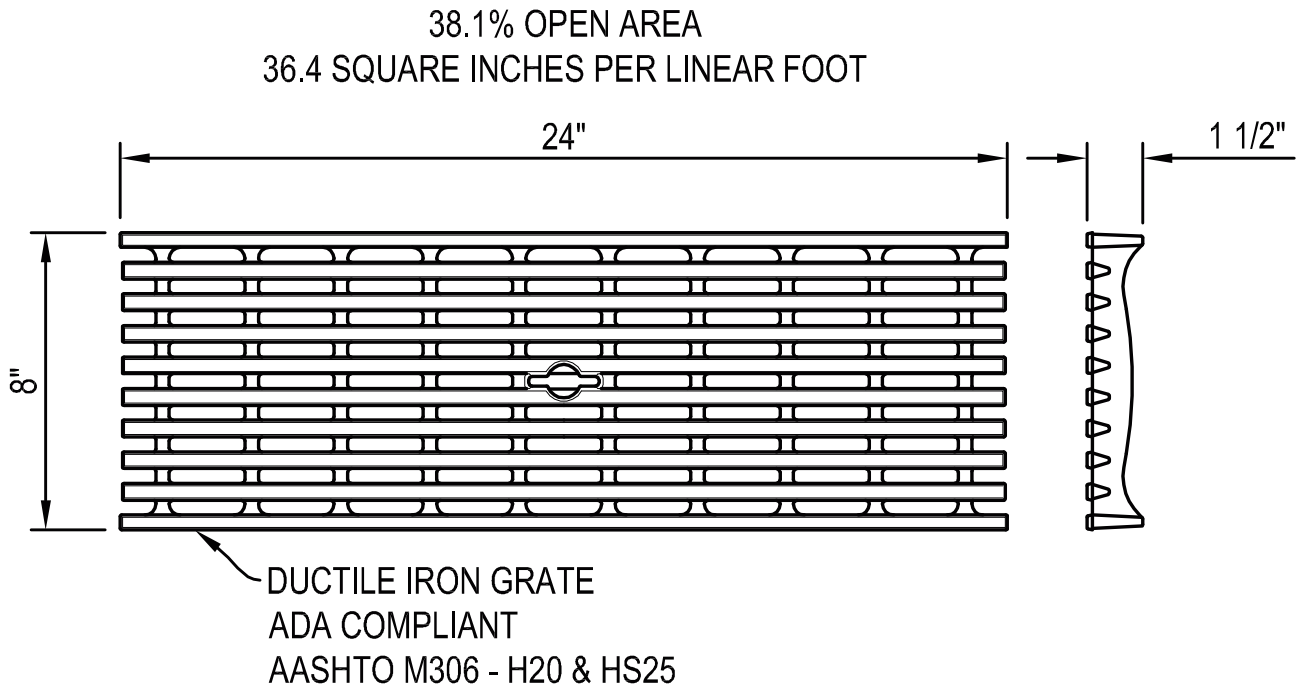 38.1% OPEN AREA
36.4 SQUARE INCHES PER LINEAR FOOT
24"
1 1/2"
8"
DUCTILE IRON GRATE
ADA COMPLIANT
AASHTO M306 - H20 & HS25